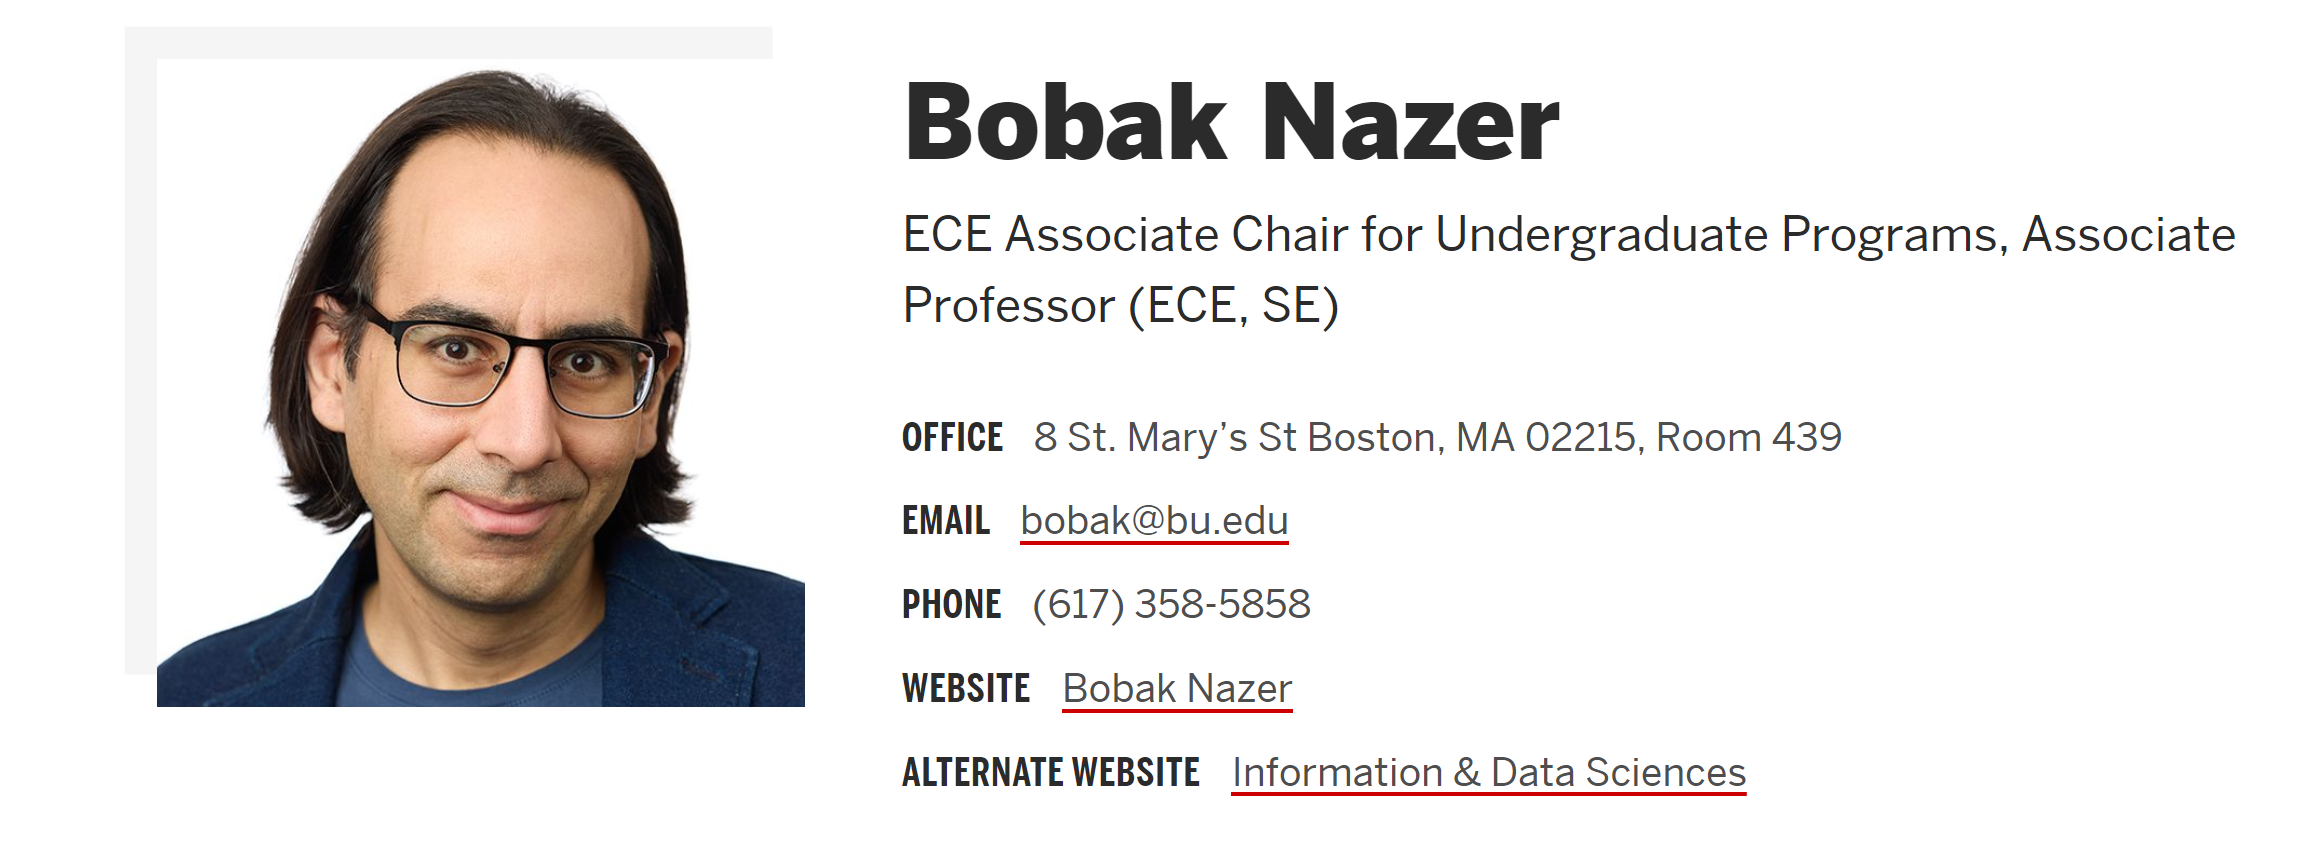 Bobak Nazer
ECE Associate Chair for Undergraduate Programs, Associate
Professor (ECE, SE)
OFFICE 8 St. Mary’s St Boston, MA 02215, Room 439
EMAIL bobak@bu.edu
PHONE (617) 358-5858
WEBSITE Bobak Nazer
ALTERNATE WEBSITE Information & Data Sciences